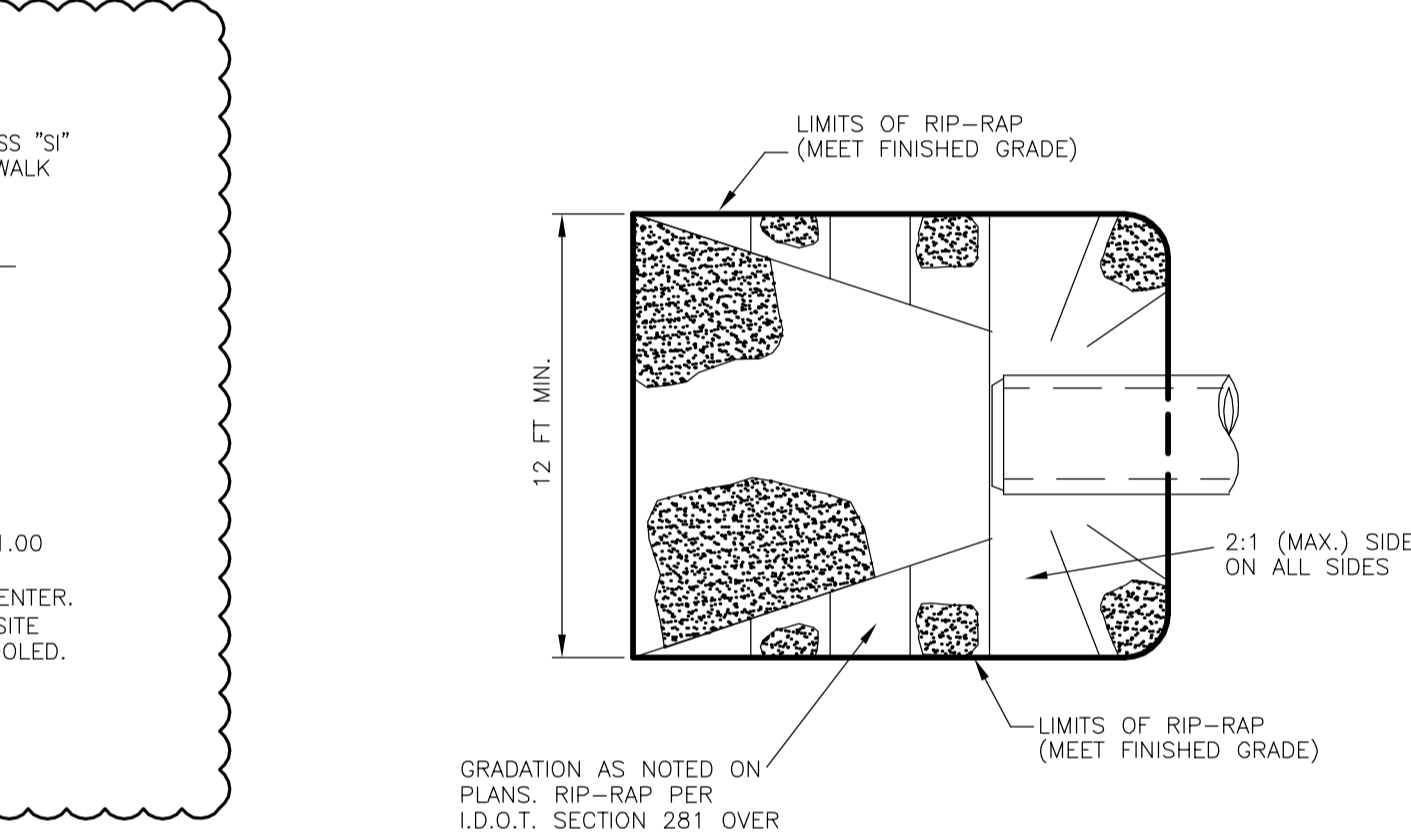 SS "SI"
WALK
1.00
ENTER.
SITE
OLED.
LIMITS OF RIP-RAP
(MEET FINISHED GRADE)
12 FT MIN.
2:1 (MAX.) SIDE
ON ALL SIDES
LIMITS OF RIP-RAP
(MEET FINISHED GRADE)
GRADATION AS NOTED ON
PLANS. RIP-RAP PER
I.D.O.T. SECTION 281 OVER